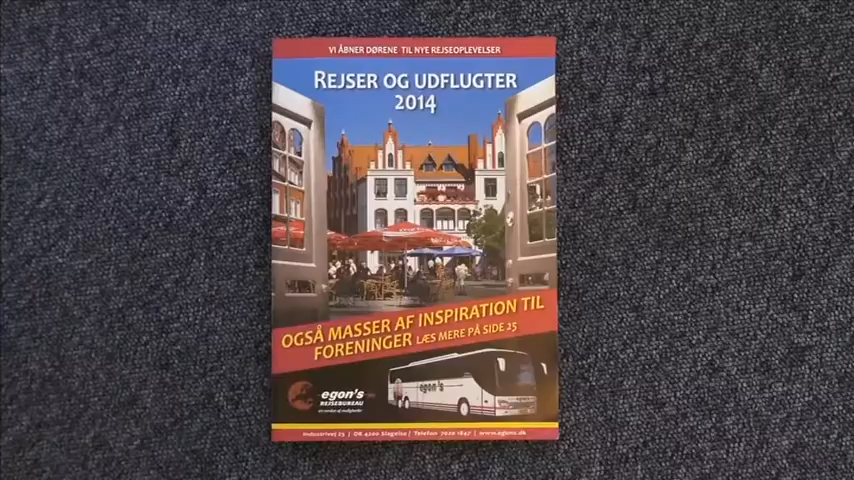 VI ÅBNER DØRENE TIL NYE REJSEOPLEVELSER
REJSER OG UDFLUGTER
2014
OGSÅ MASSER AF INSPIRATION TIL
FORENINGER LÆS MERE PÅ SIDE 25
egon's
REJSEBUREAU
egon's
Industrivej 23 | DK 4200 Slagelse / Telefon 7020 1847 | www.egons.dk